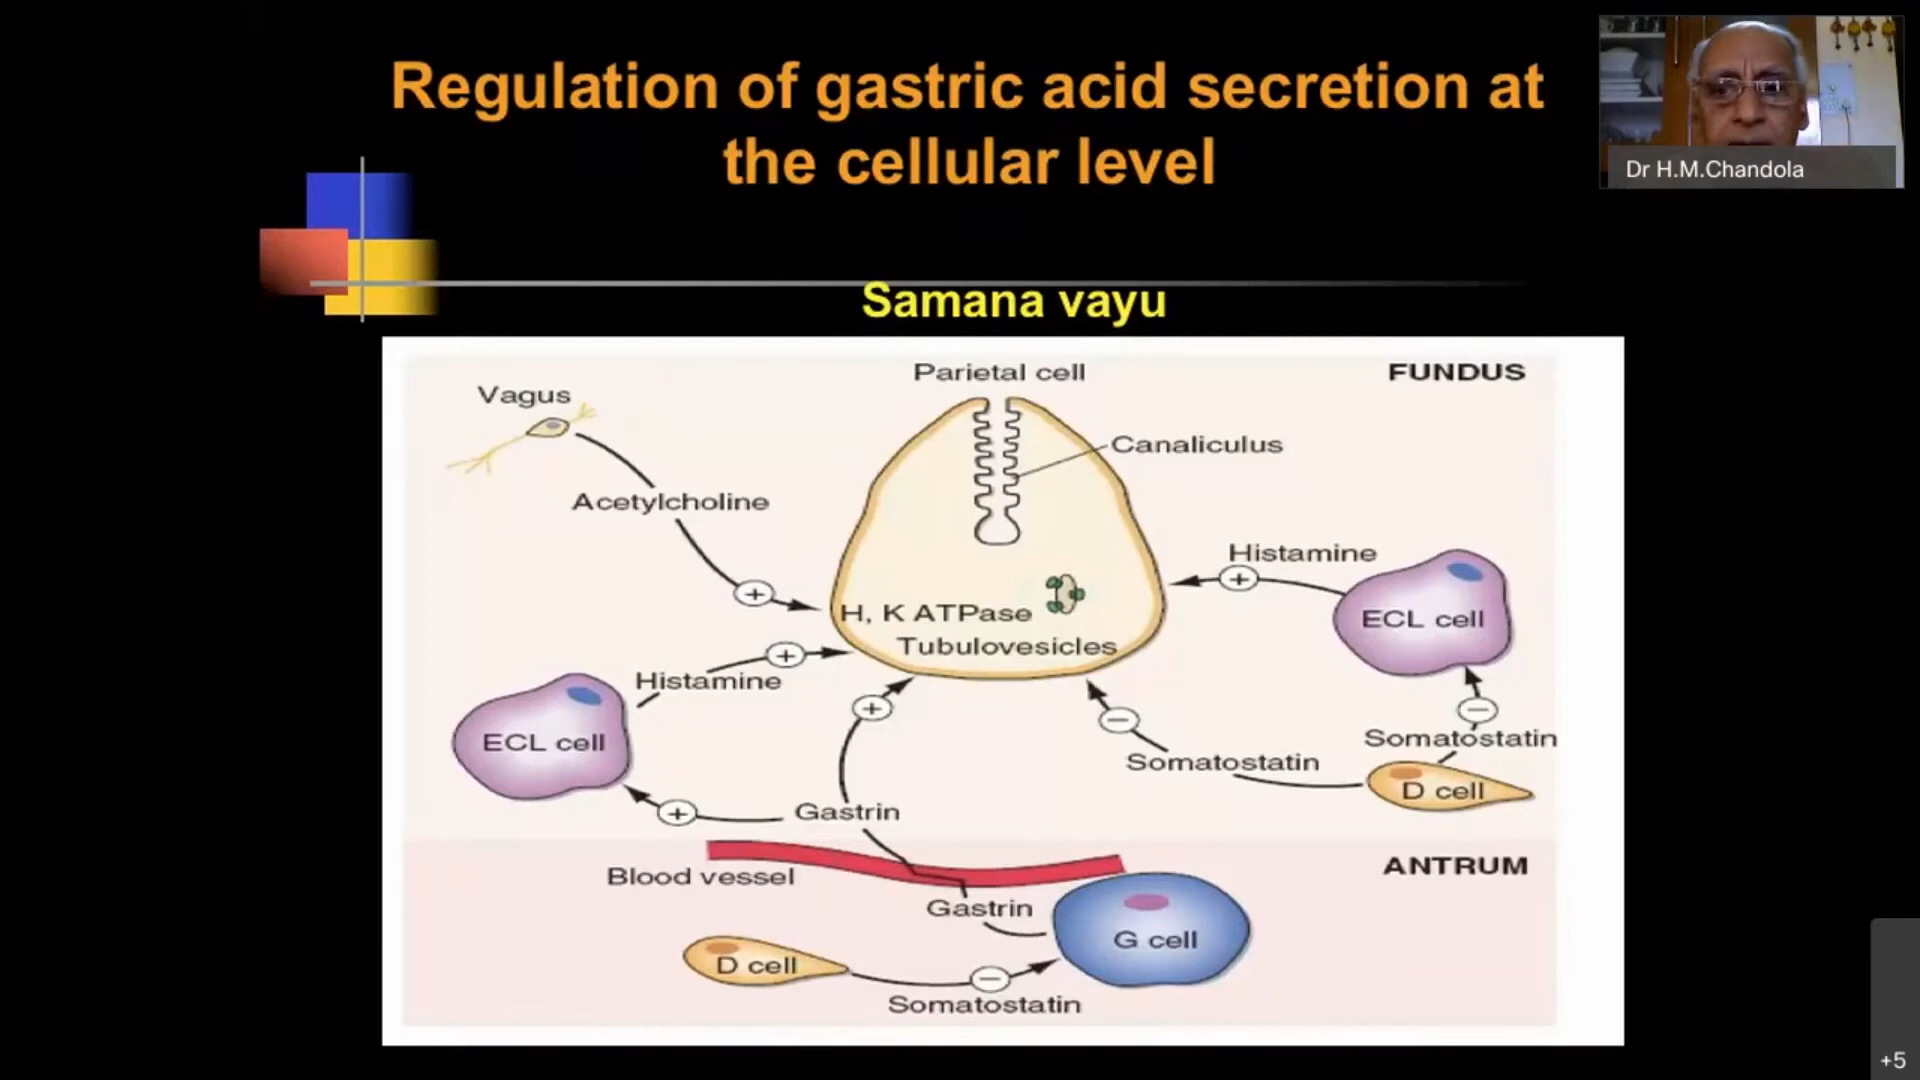 Regulation of gastric acid secretion at
the cellular level
Dr H.M.Chandola
Samana vayu
Parietal cell
FUNDUS
Vagus
Canaliculus
Acetylcholine
Histamine
H, K ATPase
ECL cell
Tubulovesicles
Histamine
ECL cell
Somatostatin
Somatostatin
D cell
Gastrin
Blood vessel
ANTRUM
Gastrin
G cell
D cell
Somatostatin
+5